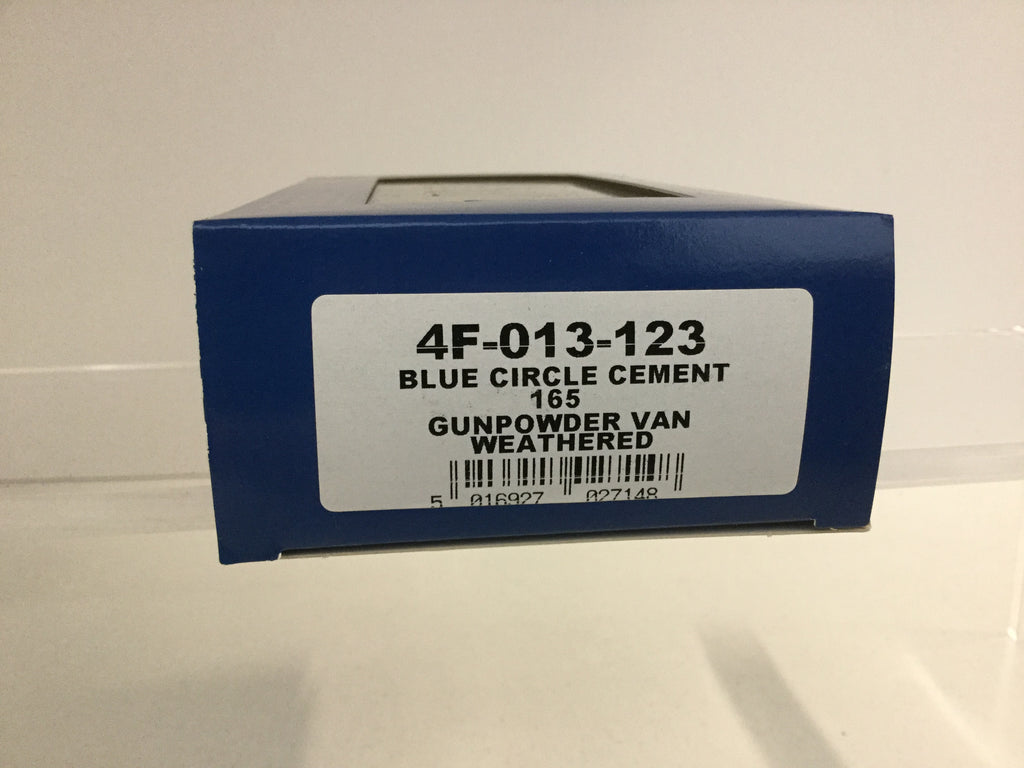 4F-013-123
BLUE CIRCLE CEMENT
165
GUNPOWDER VAN
WEATHERED
5 016927 027148